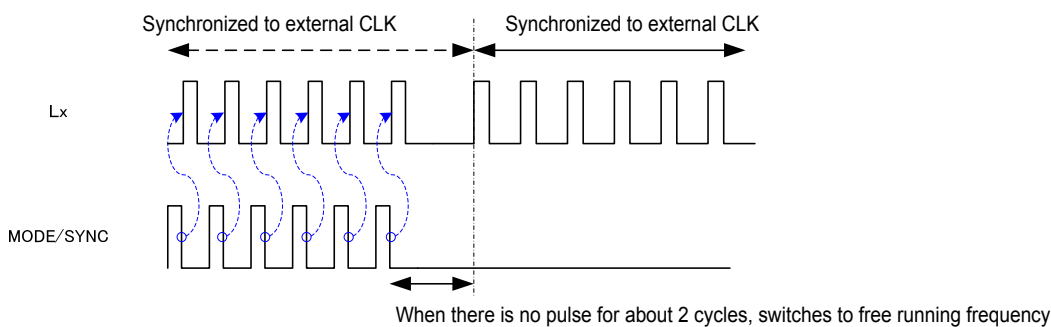 Synchronized to external CLK
Synchronized to external CLK
Lx
MODE/SYNC
When there is no pulse for about 2 cycles, switches to free running frequency